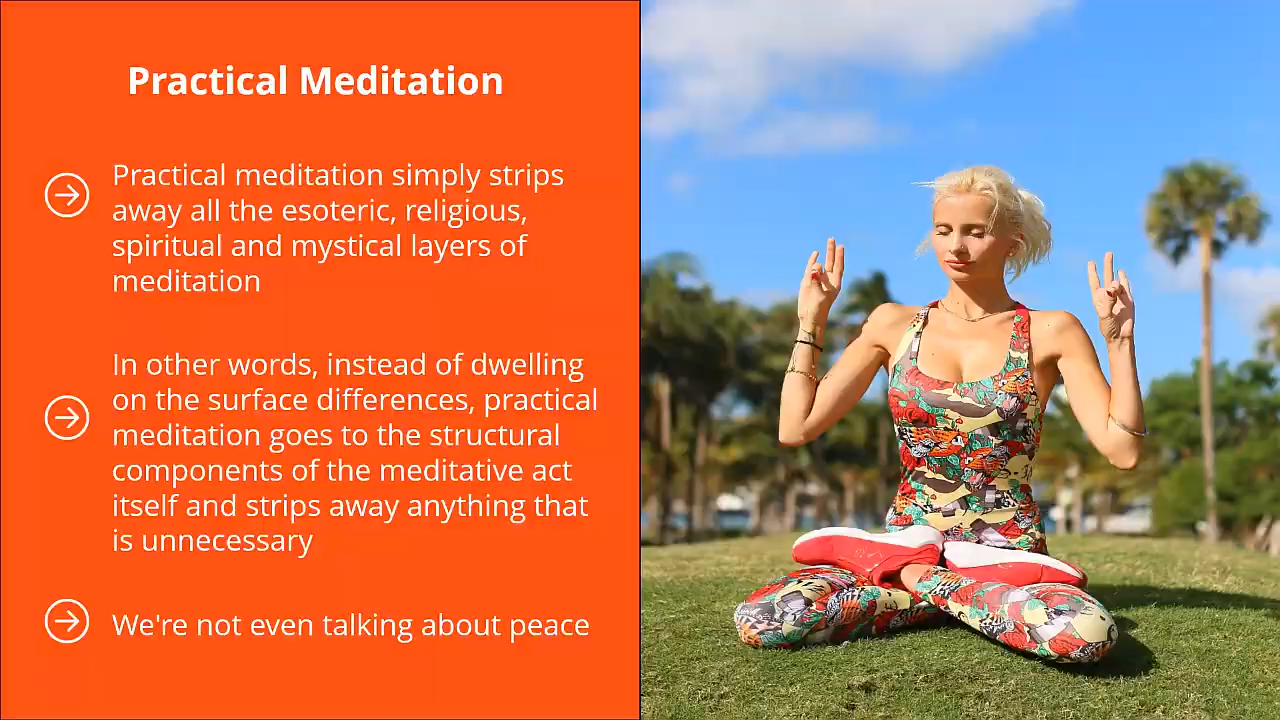 Practical Meditation
Practical meditation simply strips
away all the esoteric, religious,
spiritual and mystical layers of
meditation
In other words, instead of dwelling
on the surface differences, practical
meditation goes to the structural
components of the meditative act
itself and strips away anything that
is unnecessary
We're not even talking about peace